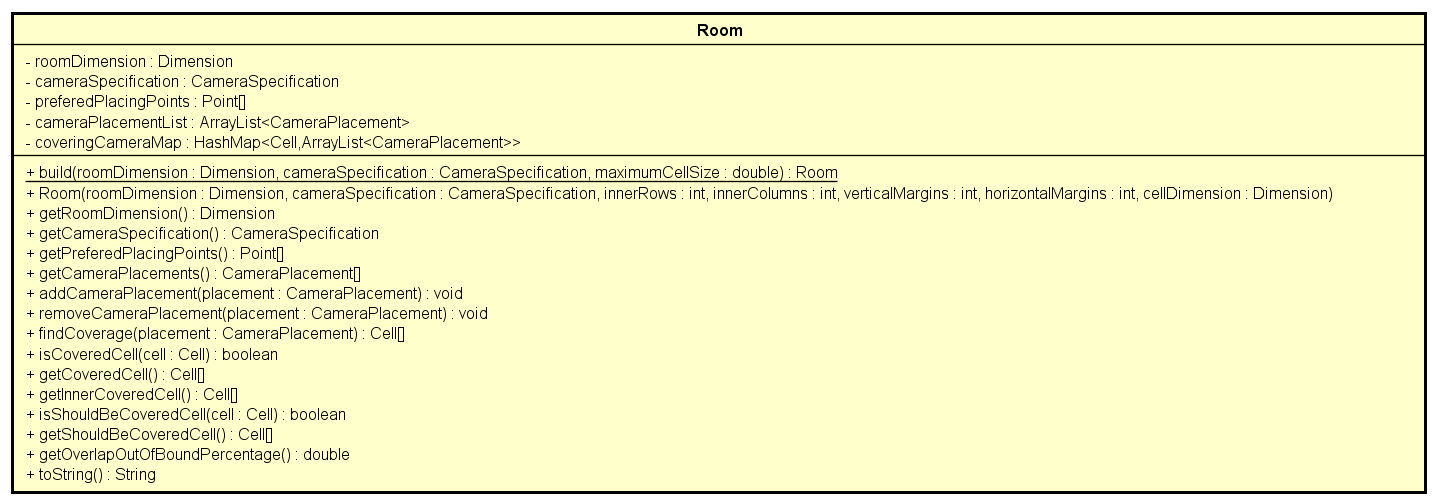 Room
- roomDimension : Dimension
- cameraSpecification : CameraSpecification
- preferedPlacingPoints : Point[]
- cameraPlacementList : ArrayList<CameraPlacement>
- coveringCameraMap : HashMap<Cell,ArrayList<CameraPlacement>>
+ build(roomDimension : Dimension, cameraSpecification : CameraSpecification, maximumCellSize : double) : Room
+ Room(roomDimension : Dimension, cameraSpecification : CameraSpecification, innerRows : int, innerColumns : int, verticalMargins : int, horizontalMargins : int, cellDimension : Dimension)
+ getRoomDimension() : Dimension
+ getCameraSpecification() : CameraSpecification
+ getPreferedPlacingPoints() : Point[]
+ getCameraPlacements() : CameraPlacement[]
+ addCameraPlacement(placement : CameraPlacement) : void
+ removeCameraPlacement(placement : CameraPlacement) : void
+ findCoverage(placement : CameraPlacement) : Cell[]
+ isCoveredCell(cell : Cell) : boolean
+ getCoveredCell() : Cell[]
+ getInnerCoveredCell() : Cell[]
+ isShouldBeCoveredCell(cell : Cell) : boolean
+ getShouldBeCoveredCell() : Cell[]
+ getOverlapOutOfBoundPercentage() : double
+ toString() : String